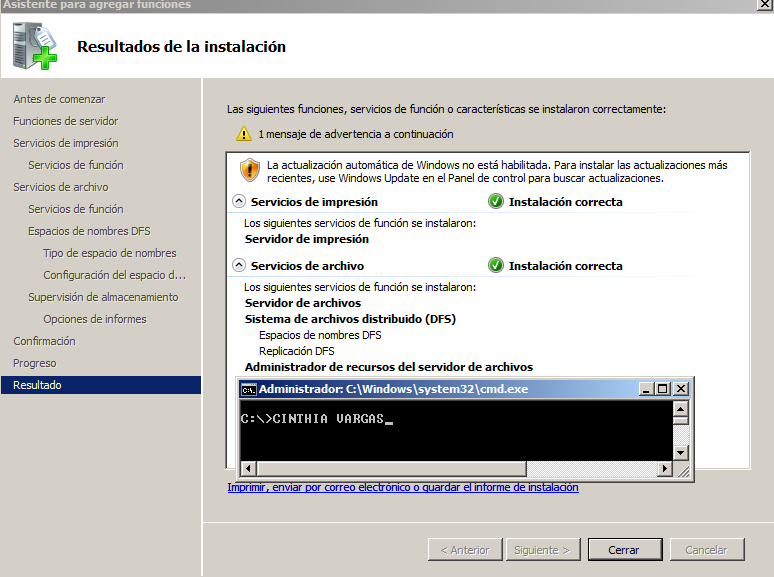 Asistente para agregar funciones
Resultados de la instalación
Antes de comenzar
Funciones de servidor
Servicios de impresión
Servicios de función
Servicios de archivo
Servicios de función
Espacios de nombres DFS
Tipo de espacio de nombres
Configuración del espacio d...
Supervisión de almacenamiento
Opciones de informes
Confirmación
Progreso
Resultado
Las siguientes funciones, servicios de función o características se instalaron correctamente:
1 mensaje de advertencia a continuación
La actualización automática de Windows no está habilitada. Para instalar las actualizaciones más
recientes, use Windows Update en el Panel de control para buscar actualizaciones.
Servicios de impresión Instalación correcta
Los siguientes servicios de función se instalaron:
Servidor de impresión
Servicios de archivo Instalación correcta
Los siguientes servicios de función se instalaron:
Servidor de archivos
Sistema de archivos distribuido (DFS)
Espacios de nombres DFS
Replicación DFS
Administrador de recursos del servidor de archivos
Administrador: C:\Windows\system32\cmd.exe
C:\>CINTHIA VARGAS_
Imprimir, enviar por correo electrónico o guardar el informe de instalación
< Anterior Siguiente > Cerrar Cancelar